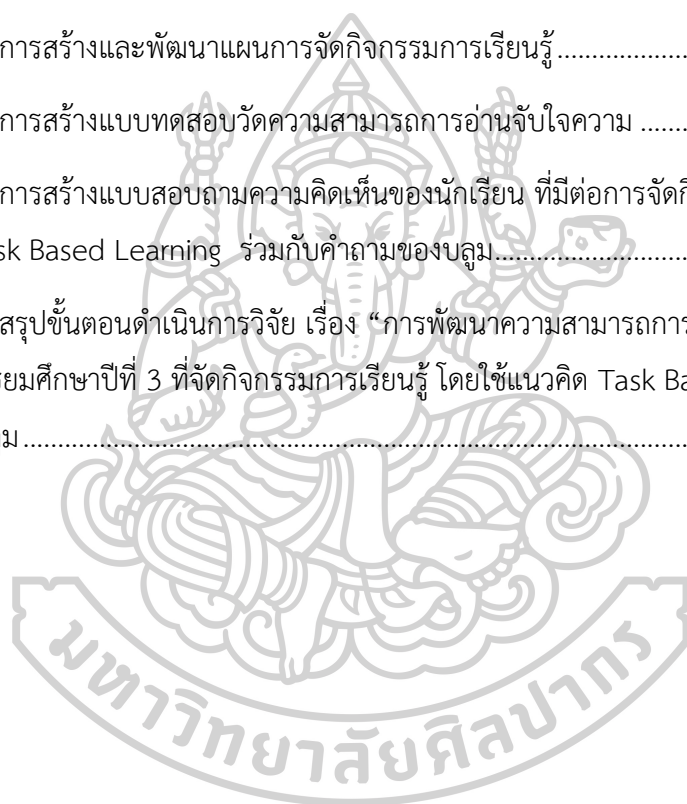 การสร้างและพัฒนาแผนการจัดกิจกรรมการเรียนรู้...................
การสร้างแบบทดสอบวัดความสามารถการอ่านจับใจความ ........
การสร้างแบบสอบถามความคิดเห็นของนักเรียน ที่มีต่อการจัดกิ
sk Based Learning ร่วมกับคำถามของบลูม............................
สรุปขั้นตอนดำเนินการวิจัย เรื่อง “การพัฒนาความสามารถการ
ธยมศึกษาปีที่ 3 ที่จัดกิจกรรมการเรียนรู้ โดยใช้แนวคิด Task Ba
ม....................................................................................................
มหาวิทยาลัยศิลปากร